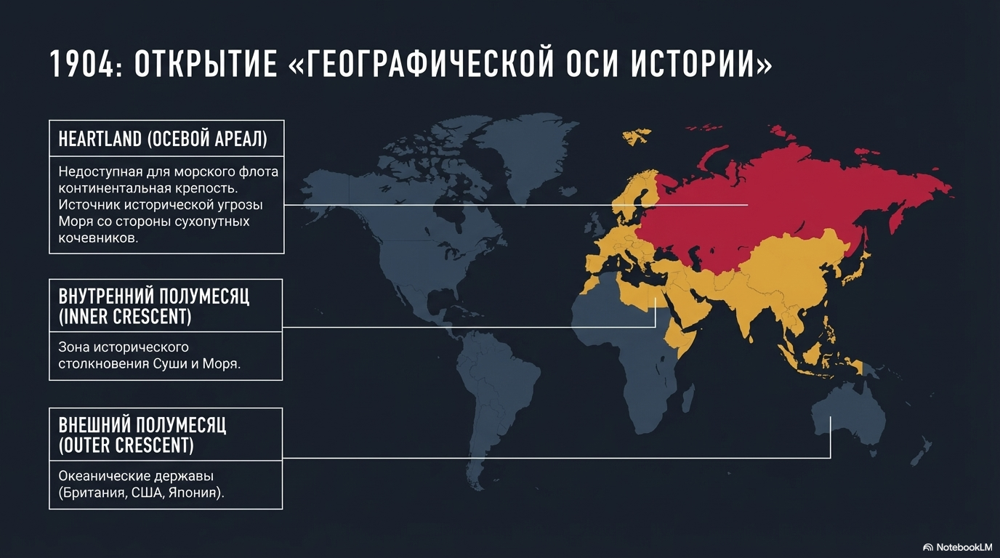 1904: ОТКРЫТИЕ «ГЕОГРАФИЧЕСКОЙ ОСИ ИСТОРИИ»
HEARTLAND (ОСЕВОЙ АРЕАЛ)
Недоступная для морского флота
континентальная крепость.
Источник исторической угрозы
Моря со стороны сухопутных
кочевников.
ВНУТРЕННИЙ ПОЛУМЕСЯЦ
(INNER CRESCENT)
Зона исторического
столкновения Суши и Моря.
ВНЕШНИЙ ПОЛУМЕСЯЦ
(OUTER CRESCENT)
Океанические державы
(Британия, США, Япония).
NotebookLM